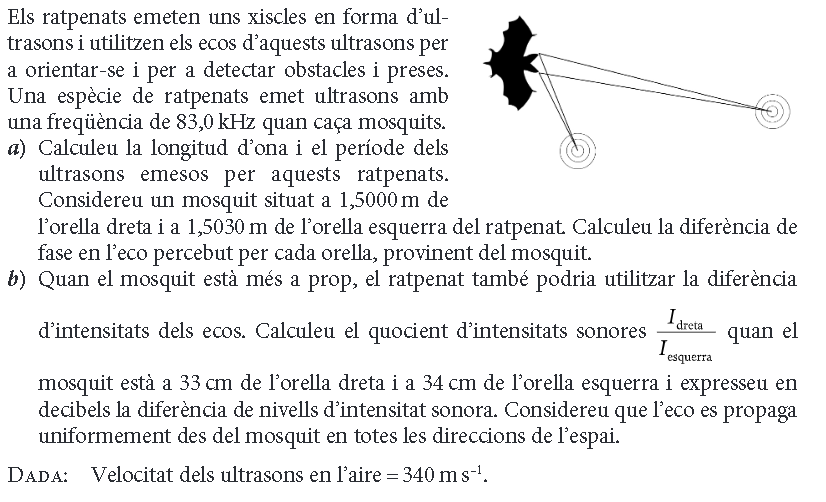 Els ratpenats emeten uns xiscles en forma d’ul-
trasons i utilitzen els ecos d’aquests ultrasons per
a orientar-se i per a detectar obstacles i preses.
Una espècie de ratpenats emet ultrasons amb
una freqüència de 83,0 kHz quan caça mosquits.
a) Calculeu la longitud d’ona i el període dels
ultrasons emesos per aquests ratpenats.
Considereu un mosquit situat a 1,5000 m de
l’orella dreta i a 1,5030 m de l’orella esquerra del ratpenat. Calculeu la diferència de
fase en l’eco percebut per cada orella, provinent del mosquit.
b) Quan el mosquit està més a prop, el ratpenat també podria utilitzar la diferència
d’intensitats dels ecos. Calculeu el quocient d’intensitats sonores I_dreta / I_esquerra quan el
mosquit està a 33 cm de l’orella dreta i a 34 cm de l’orella esquerra i expresseu en
decibels la diferència de nivells d’intensitat sonora. Considereu que l’eco es propaga
uniformement des del mosquit en totes les direccions de l’espai.
DADA: Velocitat dels ultrasons en l’aire = 340 m s⁻¹.